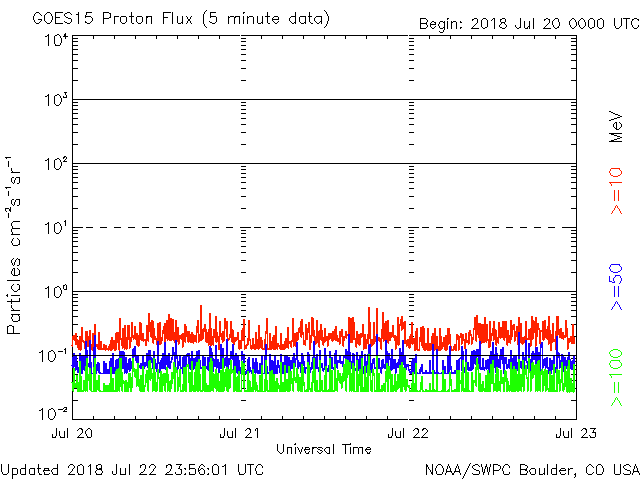 GOES15 Proton Flux (5 minute data)
Begin: 2018 Jul 20 0000 UTC
10⁴
10³
10²
10¹
10⁰
10⁻¹
10⁻²
Particles cm⁻²s⁻¹sr⁻¹
MeV
>=10
>=50
>=100
Jul 20 Jul 21 Jul 22 Jul 23
Universal Time
Updated 2018 Jul 22 23:56:01 UTC
NOAA/SWPC Boulder, CO USA